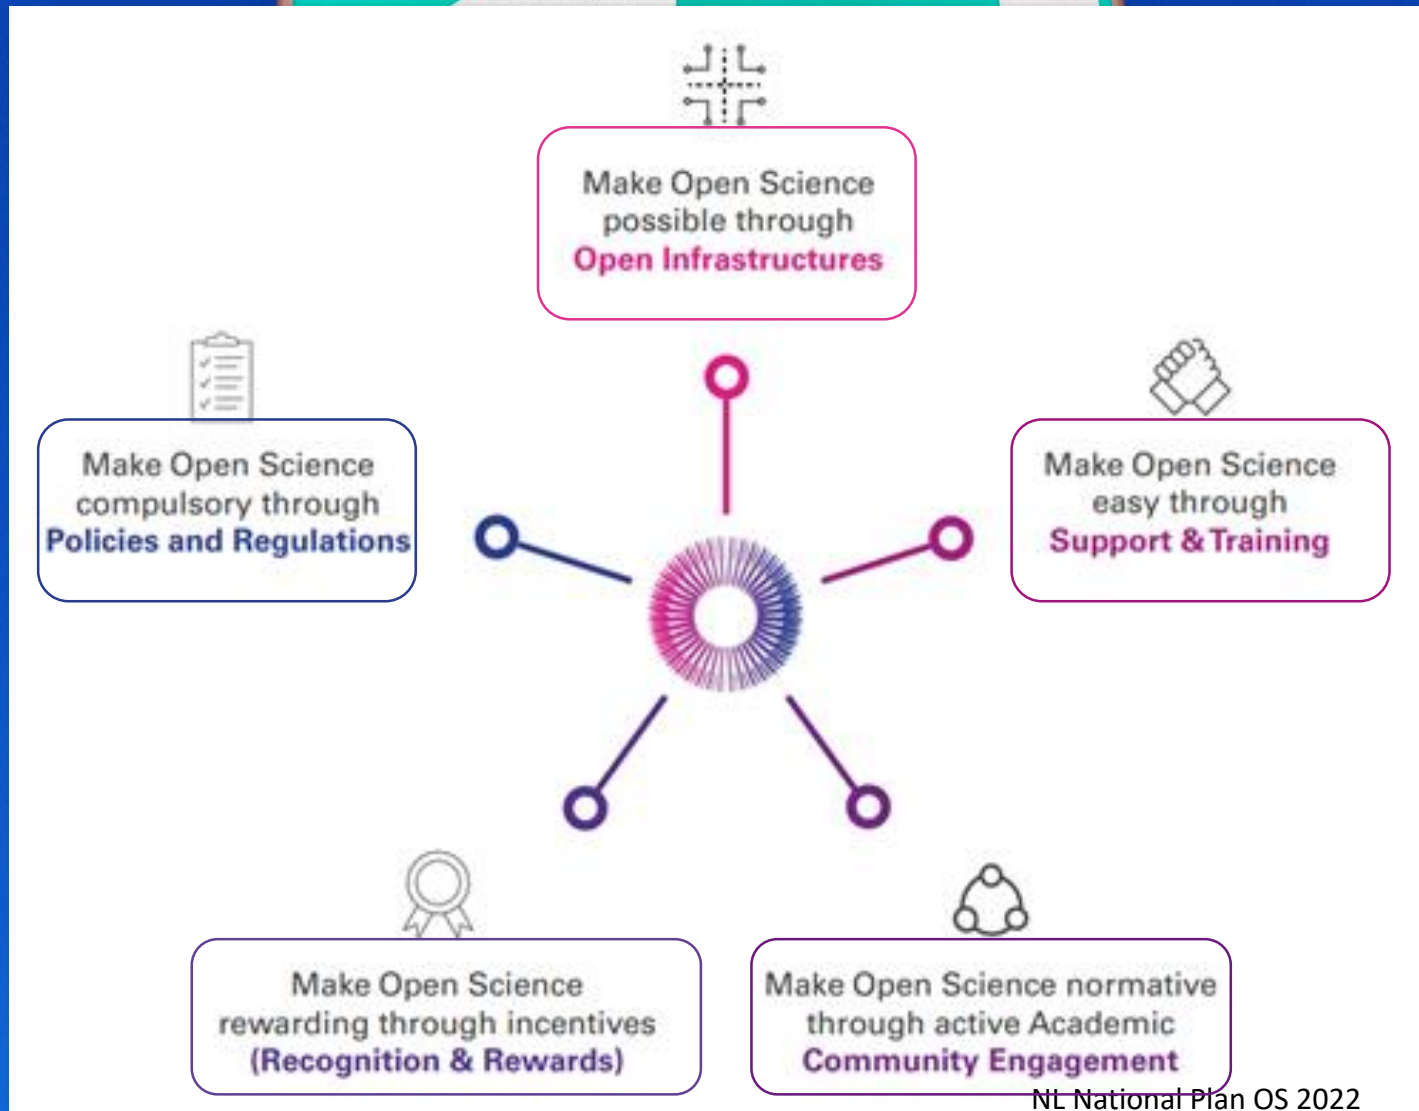 Make Open Science
possible through
Open Infrastructures
Make Open Science
compulsory through
Policies and Regulations
Make Open Science
easy through
Support & Training
Make Open Science
rewarding through incentives
(Recognition & Rewards)
Make Open Science normative
through active Academic
Community Engagement
NL National Plan OS 2022